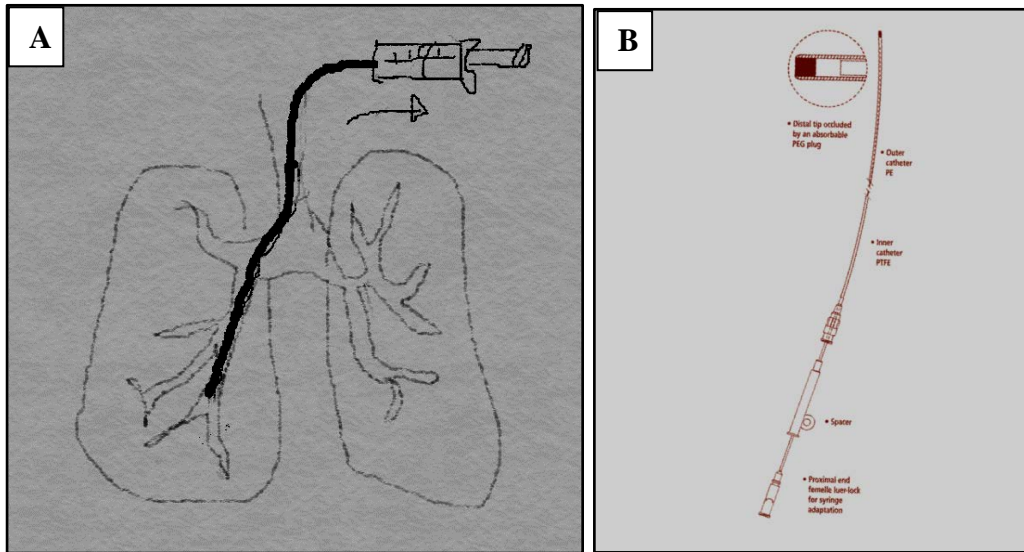 A
B
• Distal tip occluded
by an absorbable
PEG plug
• Outer
catheter
PE
• Inner
catheter
PTFE
• Spater
• Proximal end
femelle luer-lock
for syringe
adaptation